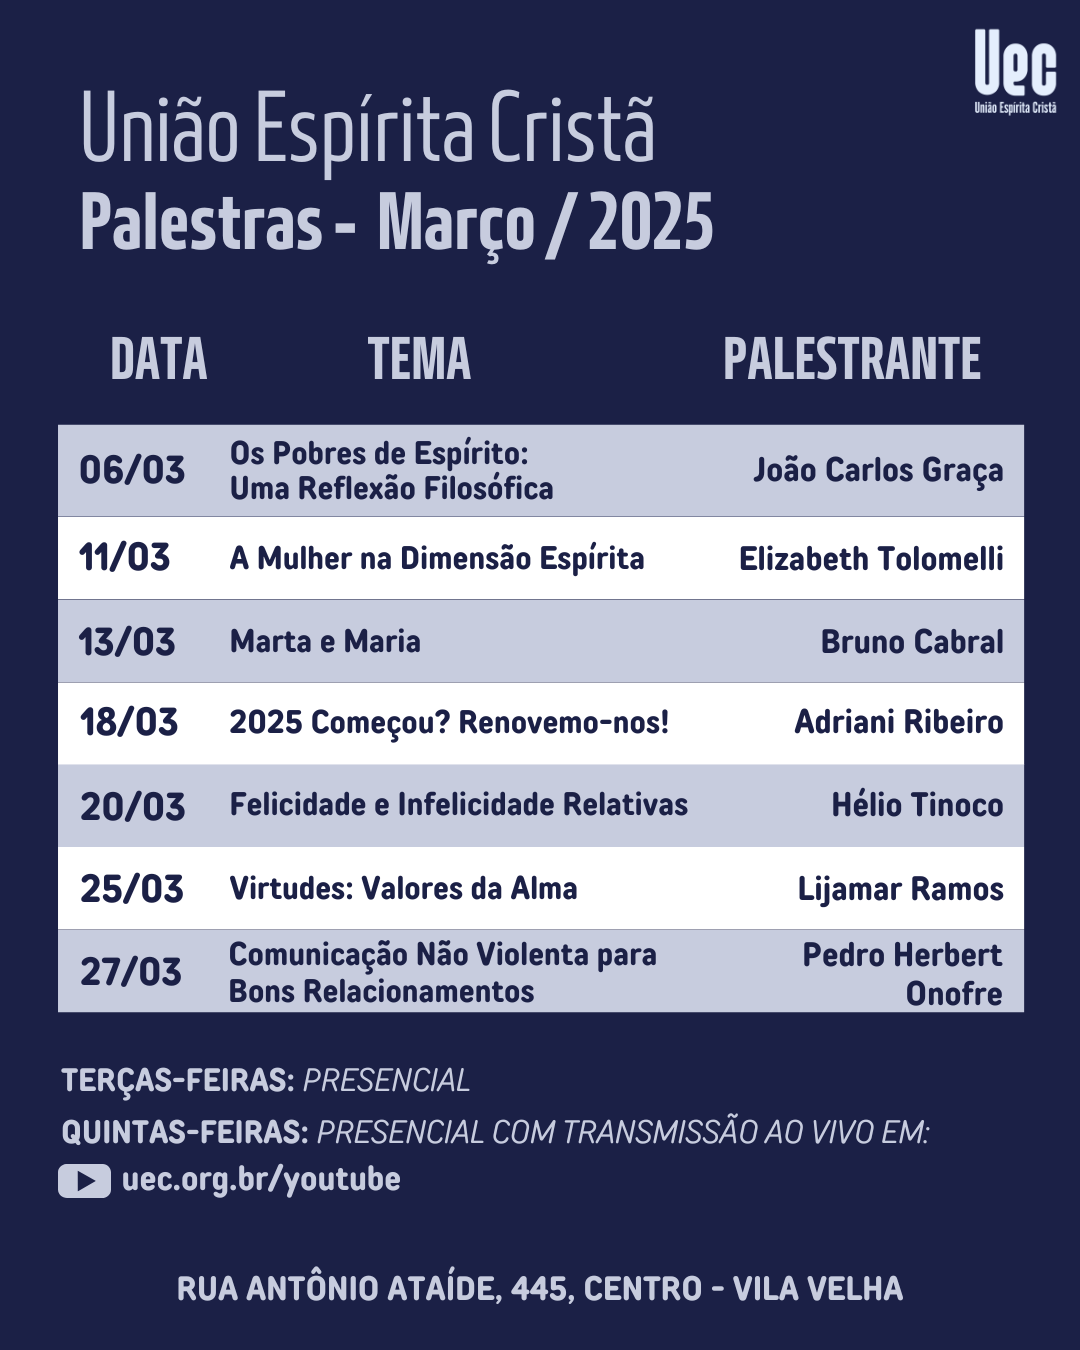 Uec
União Espírita Cristã
União Espírita Cristã
Palestras - Março / 2025
DATA TEMA PALESTRANTE
06/03 Os Pobres de Espírito: João Carlos Graça
Uma Reflexão Filosófica
11/03 A Mulher na Dimensão Espírita Elizabeth Tolomelli
13/03 Marta e Maria Bruno Cabral
18/03 2025 Começou? Renovemo-nos! Adriani Ribeiro
20/03 Felicidade e Infelicidade Relativas Hélio Tinoco
25/03 Virtudes: Valores da Alma Lijamar Ramos
27/03 Comunicação Não Violenta para Pedro Herbert
Bons Relacionamentos Onofre
TERÇAS-FEIRAS: PRESENCIAL
QUINTAS-FEIRAS: PRESENCIAL COM TRANSMISSÃO AO VIVO EM:
uec.org.br/youtube
RUA ANTÔNIO ATAÍDE, 445, CENTRO - VILA VELHA